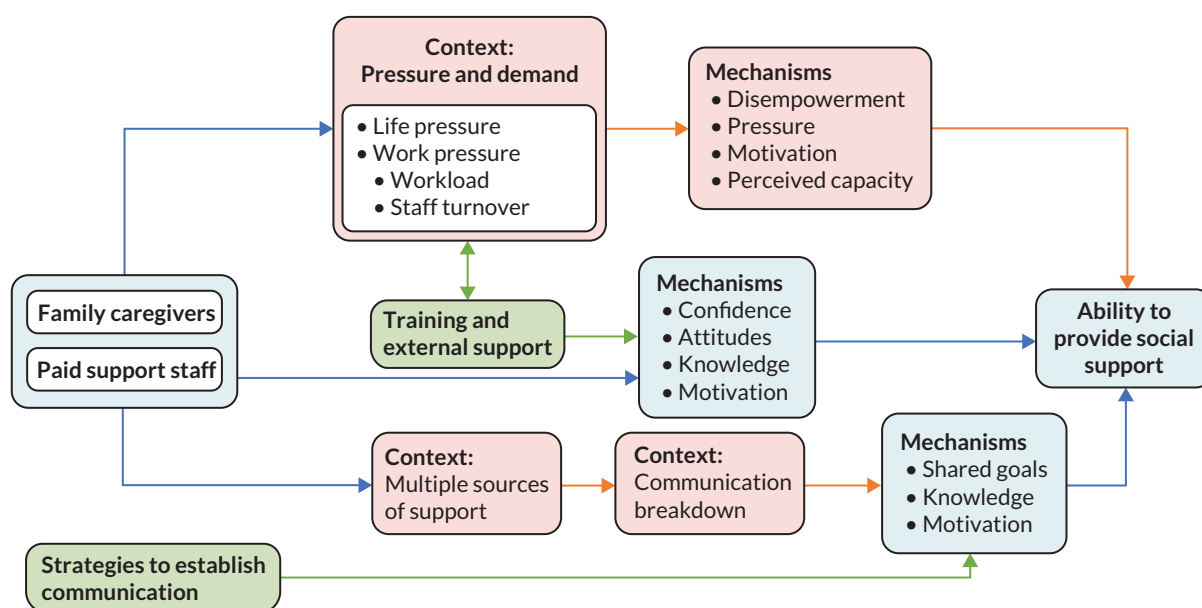 Context:
Pressure and demand
• Life pressure
• Work pressure
• Workload
• Staff turnover
Mechanisms
• Disempowerment
• Pressure
• Motivation
• Perceived capacity
Family caregivers
Paid support staff
Training and
external support
Mechanisms
• Confidence
• Attitudes
• Knowledge
• Motivation
Ability to
provide social
support
Context:
Multiple sources
of support
Context:
Communication
breakdown
Mechanisms
• Shared goals
• Knowledge
• Motivation
Strategies to establish
communication